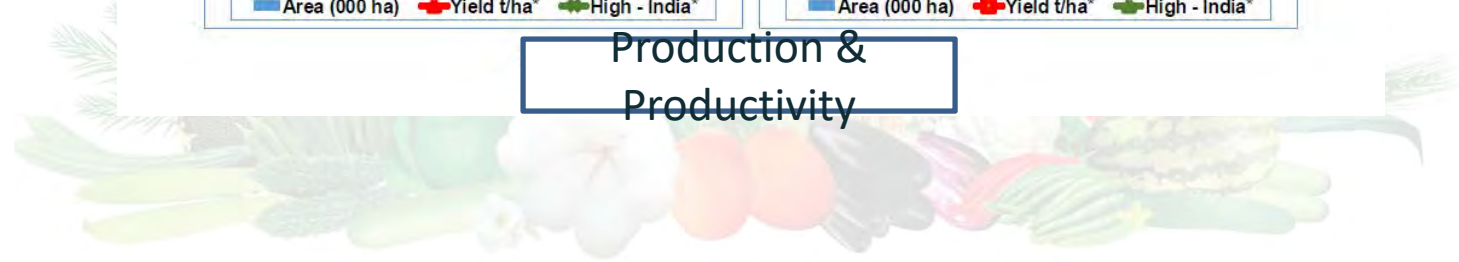 Area (000 ha) Yield t/ha* High - India* Area (000 ha) Yield t/ha* High - India*
Production &
Productivity